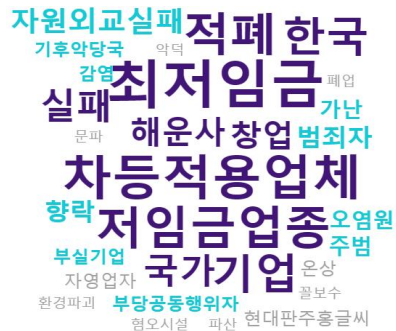 자원외교실패 적폐 한국
기후악당국 악덕
감염 최저임금 폐업
실패 가난
문파 해운사 창업 범죄자
차등적용업체
향락 저임금업종 오염원
주범
부실기업 국가기업 온상
자영업자 꼴보수
환경파괴 부당공동행위자
혐오시설 파산 현대판주홍글씨